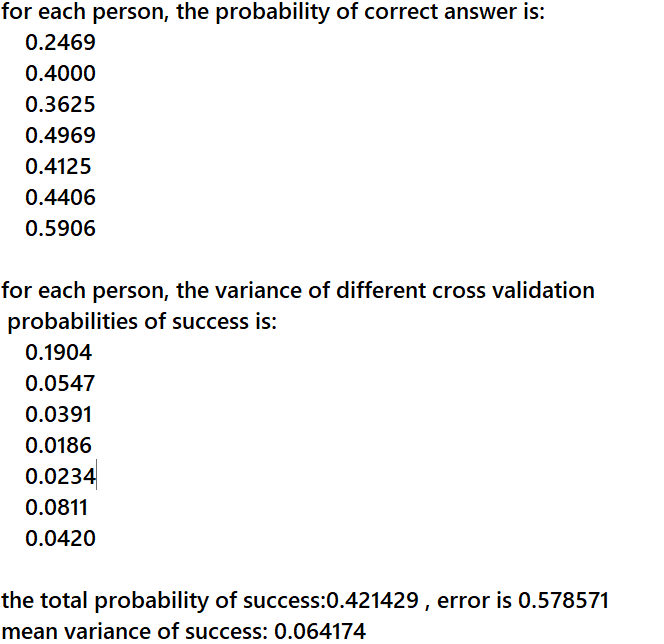 for each person, the probability of correct answer is:
0.2469
0.4000
0.3625
0.4969
0.4125
0.4406
0.5906
for each person, the variance of different cross validation
probabilities of success is:
0.1904
0.0547
0.0391
0.0186
0.0234
0.0811
0.0420
the total probability of success:0.421429 , error is 0.578571
mean variance of success: 0.064174